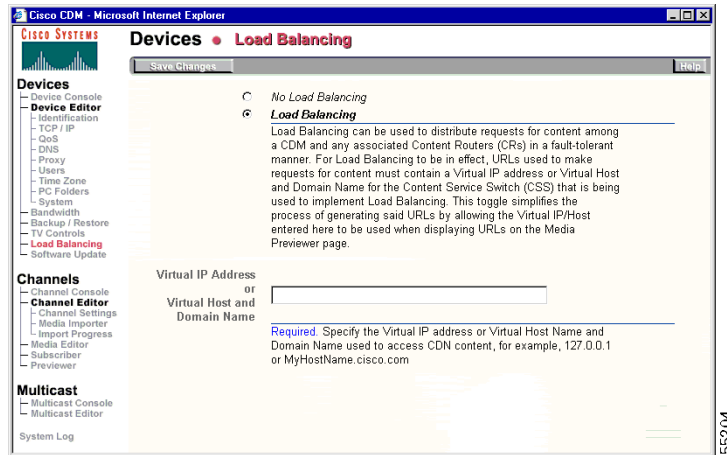 Cisco CDM - Microsoft Internet Explorer
CISCO SYSTEMS
Devices • Load Balancing
Save Changes
Help
Devices
Device Console
Device Editor
Identification
TCP / IP
QoS
DNS
Proxy
Users
Time Zone
PC Folders
System
Bandwidth
Backup / Restore
TV Controls
Load Balancing
Software Update
Channels
Channel Console
Channel Editor
Channel Settings
Media Importer
Import Progress
Media Editor
Subscriber
Previewer
Multicast
Multicast Console
Multicast Editor
System Log
No Load Balancing
Load Balancing
Load Balancing can be used to distribute requests for content among
a CDM and any associated Content Routers (CRs) in a fault-tolerant
manner. For Load Balancing to be in effect, URLs used to make
requests for content must contain a Virtual IP address or Virtual Host
and Domain Name for the Content Service Switch (CSS) that is being
used to implement Load Balancing. This toggle simplifies the
process of generating said URLs by allowing the Virtual IP/Host
entered here to be used when displaying URLs on the Media
Previewer page.
Virtual IP Address
or
Virtual Host and
Domain Name
Required. Specify the Virtual IP address or Virtual Host Name and
Domain Name used to access CDN content, for example, 127.0.0.1
or MyHostName.cisco.com
55204